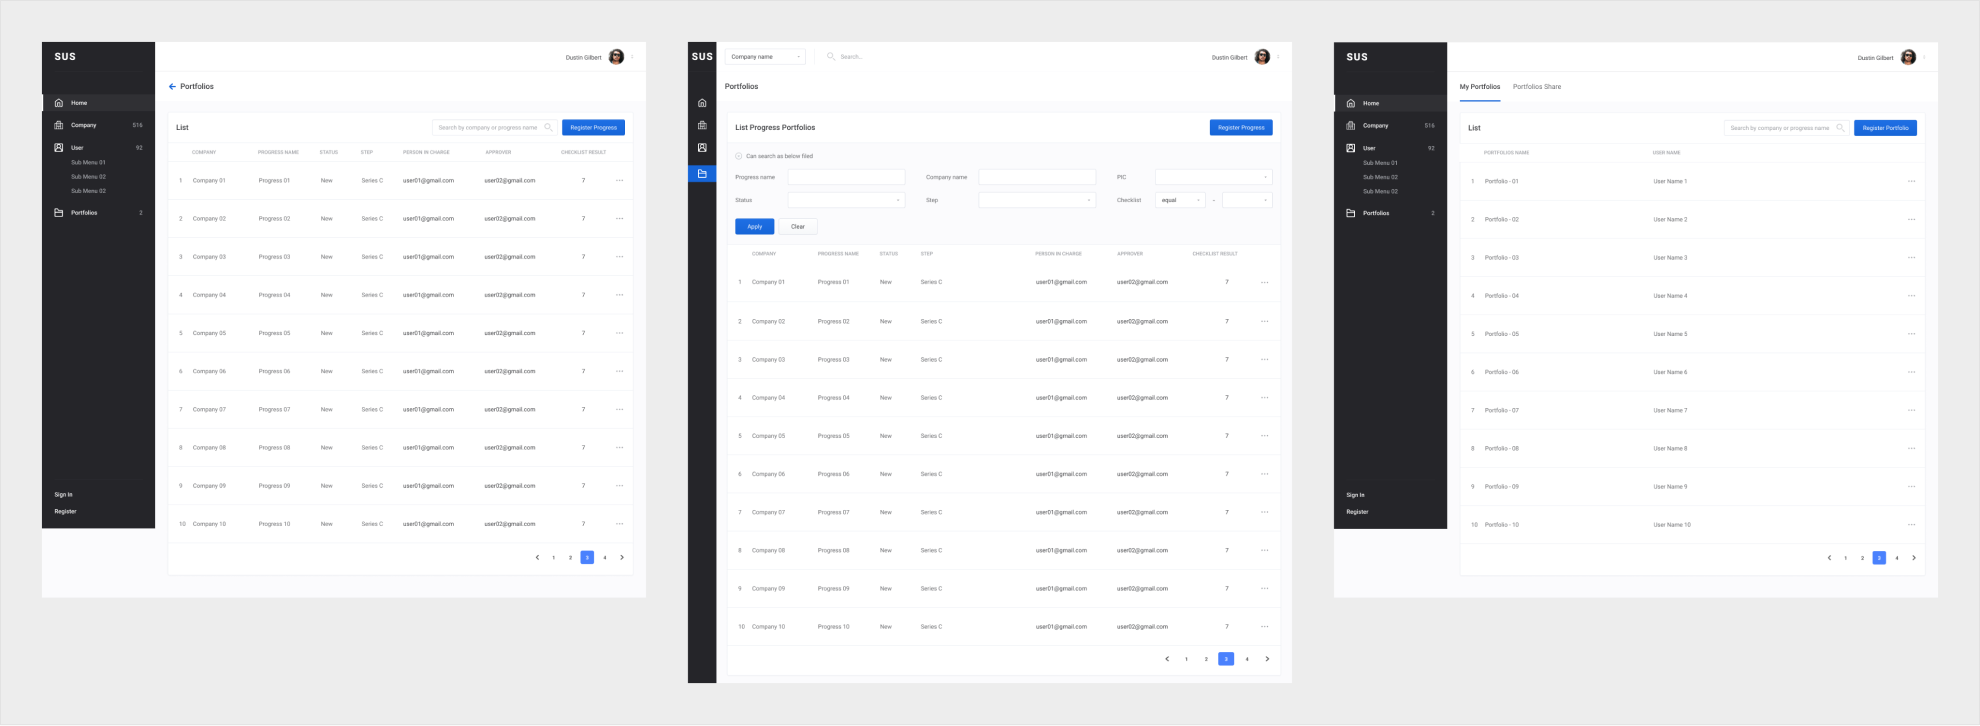 SUS
Dustin Gilbert
Portfolios
Home
Company 516
User 92
Sub Menu 01
Sub Menu 02
Sub Menu 02
Portfolios 2
Sign In
Register
List
Search by company or progress name
Register Progress
COMPANY PROGRESS NAME STATUS STEP PERSON IN CHARGE APPROVER CHECKLIST RESULT
1 Company 01 Progress 01 New Series C user01@gmail.com user02@gmail.com 7
2 Company 02 Progress 02 New Series C user01@gmail.com user02@gmail.com 7
3 Company 03 Progress 03 New Series C user01@gmail.com user02@gmail.com 7
4 Company 04 Progress 04 New Series C user01@gmail.com user02@gmail.com 7
5 Company 05 Progress 05 New Series C user01@gmail.com user02@gmail.com 7
6 Company 06 Progress 06 New Series C user01@gmail.com user02@gmail.com 7
7 Company 07 Progress 07 New Series C user01@gmail.com user02@gmail.com 7
8 Company 08 Progress 08 New Series C user01@gmail.com user02@gmail.com 7
9 Company 09 Progress 09 New Series C user01@gmail.com user02@gmail.com 7
10 Company 10 Progress 10 New Series C user01@gmail.com user02@gmail.com 7
1 2 3 4
SUS
Company name
Search...
Dustin Gilbert
Portfolios
List Progress Portfolios
Register Progress
Can search as below filed
Progress name Company name PIC
Status Step Checklist equal -
Apply Clear
COMPANY PROGRESS NAME STATUS STEP PERSON IN CHARGE APPROVER CHECKLIST RESULT
1 Company 01 Progress 01 New Series C user01@gmail.com user02@gmail.com 7
2 Company 02 Progress 02 New Series C user01@gmail.com user02@gmail.com 7
3 Company 03 Progress 03 New Series C user01@gmail.com user02@gmail.com 7
4 Company 04 Progress 04 New Series C user01@gmail.com user02@gmail.com 7
5 Company 05 Progress 05 New Series C user01@gmail.com user02@gmail.com 7
6 Company 06 Progress 06 New Series C user01@gmail.com user02@gmail.com 7
7 Company 07 Progress 07 New Series C user01@gmail.com user02@gmail.com 7
8 Company 08 Progress 08 New Series C user01@gmail.com user02@gmail.com 7
9 Company 09 Progress 09 New Series C user01@gmail.com user02@gmail.com 7
10 Company 10 Progress 10 New Series C user01@gmail.com user02@gmail.com 7
1 2 3 4
SUS
Dustin Gilbert
My Portfolios Portfolios Share
Home
Company 516
User 92
Sub Menu 01
Sub Menu 02
Sub Menu 02
Portfolios 2
Sign In
Register
List
Search by company or progress name
Register Portfolio
PORTFOLIOS NAME USER NAME
1 Portfolio - 01 User Name 1
2 Portfolio - 02 User Name 2
3 Portfolio - 03 User Name 3
4 Portfolio - 04 User Name 4
5 Portfolio - 05 User Name 5
6 Portfolio - 06 User Name 6
7 Portfolio - 07 User Name 7
8 Portfolio - 08 User Name 8
9 Portfolio - 09 User Name 9
10 Portfolio - 10 User Name 10
1 2 3 4